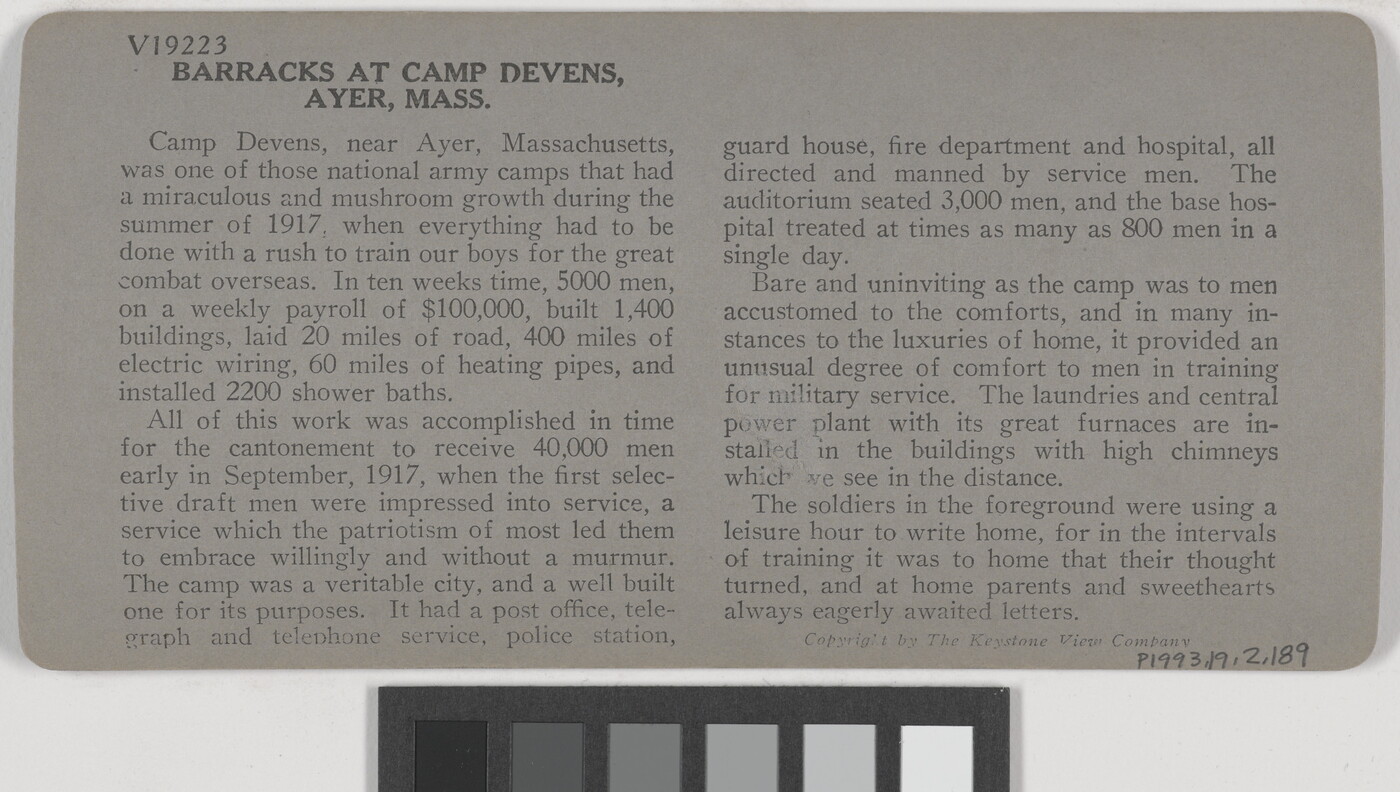 V19223
BARRACKS AT CAMP DEVENS,
AYER, MASS.
Camp Devens, near Ayer, Massachusetts,
was one of those national army camps that had
a miraculous and mushroom growth during the
summer of 1917, when everything had to be
done with a rush to train our boys for the great
combat overseas. In ten weeks time, 5000 men,
on a weekly payroll of $100,000, built 1,400
buildings, laid 20 miles of road, 400 miles of
electric wiring, 60 miles of heating pipes, and
installed 2200 shower baths.
All of this work was accomplished in time
for the cantonement to receive 40,000 men
early in September, 1917, when the first selec-
tive draft men were impressed into service, a
service which the patriotism of most led them
to embrace willingly and without a murmur.
The camp was a veritable city, and a well built
one for its purposes. It had a post office, tele-
graph and telephone service, police station,
guard house, fire department and hospital, all
directed and manned by service men. The
auditorium seated 3,000 men, and the base hos-
pital treated at times as many as 800 men in a
single day.
Bare and uninviting as the camp was to men
accustomed to the comforts, and in many in-
stances to the luxuries of home, it provided an
unusual degree of comfort to men in training
for military service. The laundries and central
power plant with its great furnaces are in-
stalled in the buildings with high chimneys
which we see in the distance.
The soldiers in the foreground were using a
leisure hour to write home, for in the intervals
of training it was to home that their thought
turned, and at home parents and sweethearts
always eagerly awaited letters.
Copyright by The Keystone View Company
P1993.19.2.189